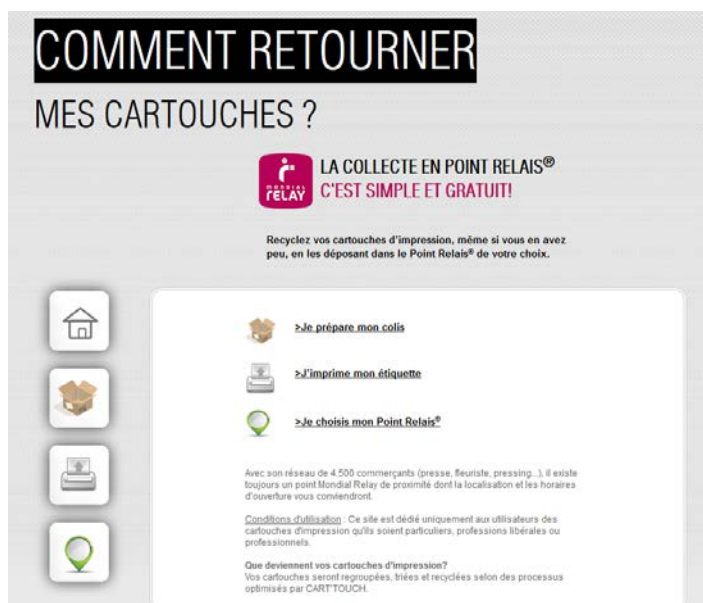 COMMENT RETOURNER
MES CARTOUCHES ?
MONDIAL
RELAY
LA COLLECTE EN POINT RELAIS®
C'EST SIMPLE ET GRATUIT!
Recyclez vos cartouches d'impression, même si vous en avez
peu, en les déposant dans le Point Relais® de votre choix.
>Je prépare mon colis
>J'imprime mon étiquette
>Je choisis mon Point Relais®
Avec son réseau de 4.500 commerçants (presse, fleuriste, pressing...), il existe
toujours un point Mondial Relay de proximité dont la localisation et les horaires
d'ouverture vous conviendront.
Conditions d'utilisation : Ce site est dédié uniquement aux utilisateurs des
cartouches d'impression qu'ils soient particuliers, professions libérales ou
professionnels.
Que deviennent vos cartouches d'impression?
Vos cartouches seront regroupées, triées et recyclées selon des processus
optimisés par CART'TOUCH.